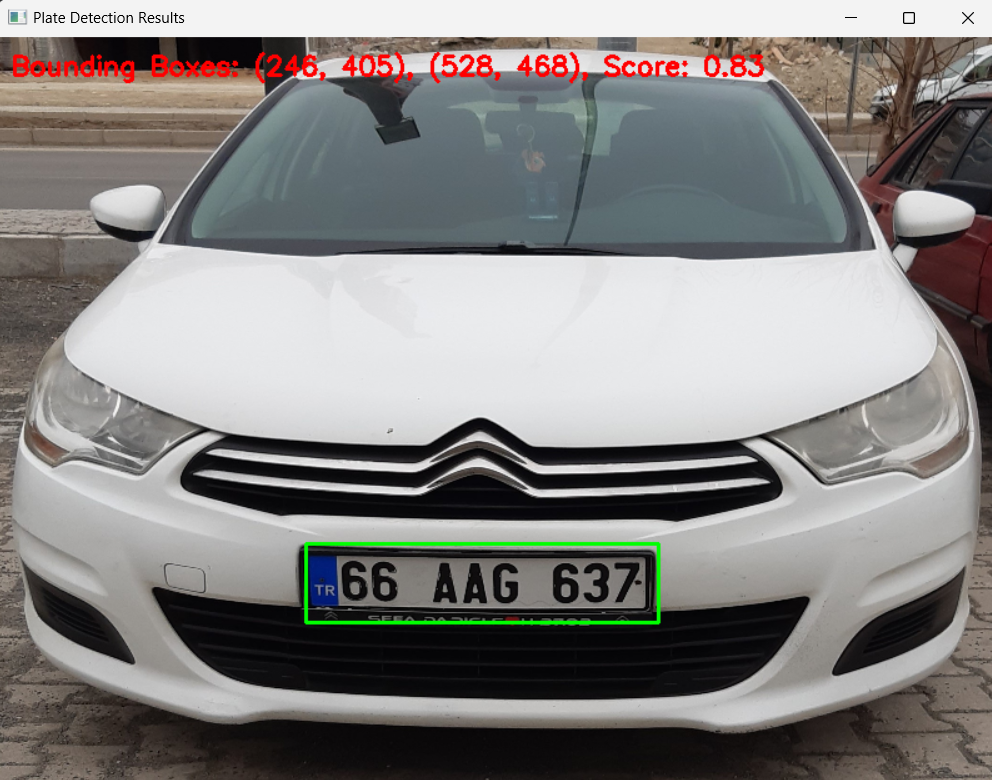 Plate Detection Results
Bounding Boxes: (246, 405), (528, 468), Score: 0.83
TR 66 AAG 637